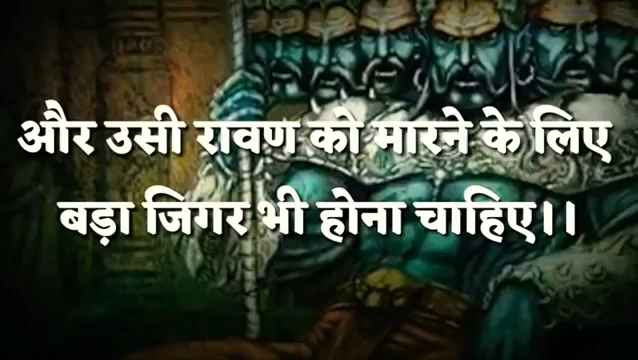 और उसी रावण को मारने के लिए
बड़ा जिगर भी होना चाहिए।।